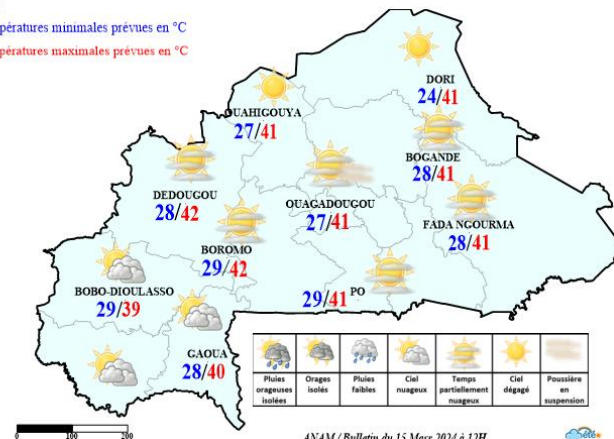 pératures minimales prévues en °C
pératures maximales prévues en °C
DORI
24/41
OUAHIGOUYA
27/41
BOGANDE
28/41
DEDOUGOU
28/42
OUAGADOUGOU
27/41
FADA NGOURMA
28/41
BOROMO
29/42
BOBO-DIOULASSO
29/39
PO
29/41
GAOUA
28/40
Pluies orageuses isolées
Orages isolés
Pluies faibles
Ciel nuageux
Temps partiellement nuageux
Ciel dégagé
Poussière en suspension
0 100 200
ANAM / Bulletin du 15 Mars 2024 à 12H